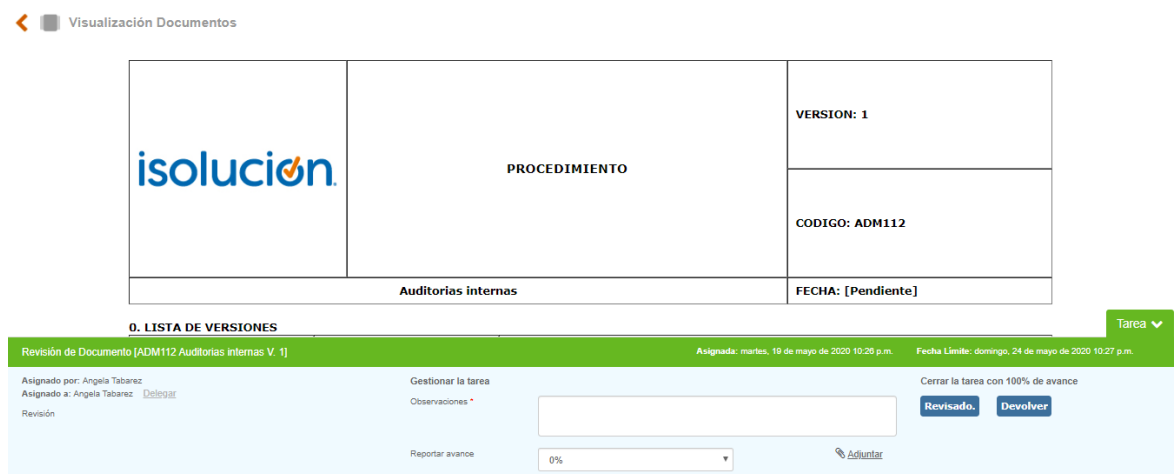 Visualización Documentos
isolución.
PROCEDIMIENTO
VERSION: 1
CODIGO: ADM112
Auditorias internas
FECHA: [Pendiente]
0. LISTA DE VERSIONES
Tarea
Revisión de Documento [ADM112 Auditorias internas V. 1]
Asignada: martes, 19 de mayo de 2020 10:26 p.m.
Fecha Limite: domingo, 24 de mayo de 2020 10:27 p.m.
Asignado por: Angela Tabarez
Asignado a: Angela Tabarez Delegar
Revisión
Gestionar la tarea
Observaciones *
Reportar avance
0%
Adjuntar
Cerrar la tarea con 100% de avance
Revisado.
Devolver